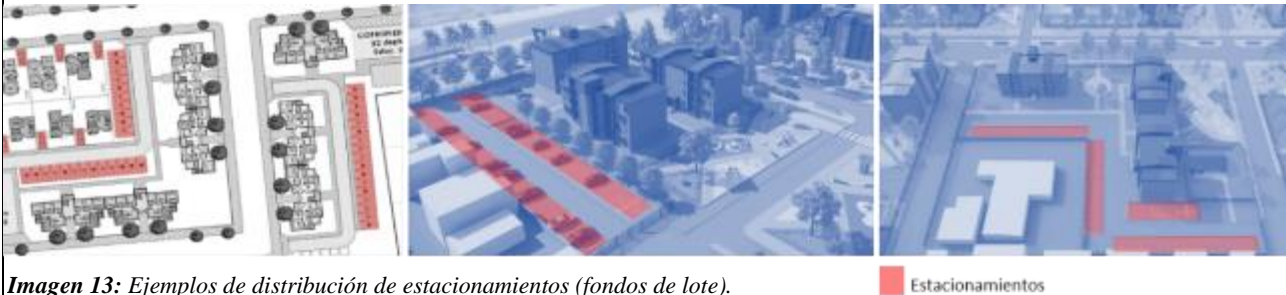 Imagen 13: Ejemplos de distribución de estacionamientos (fondos de lote).
Estacionamientos